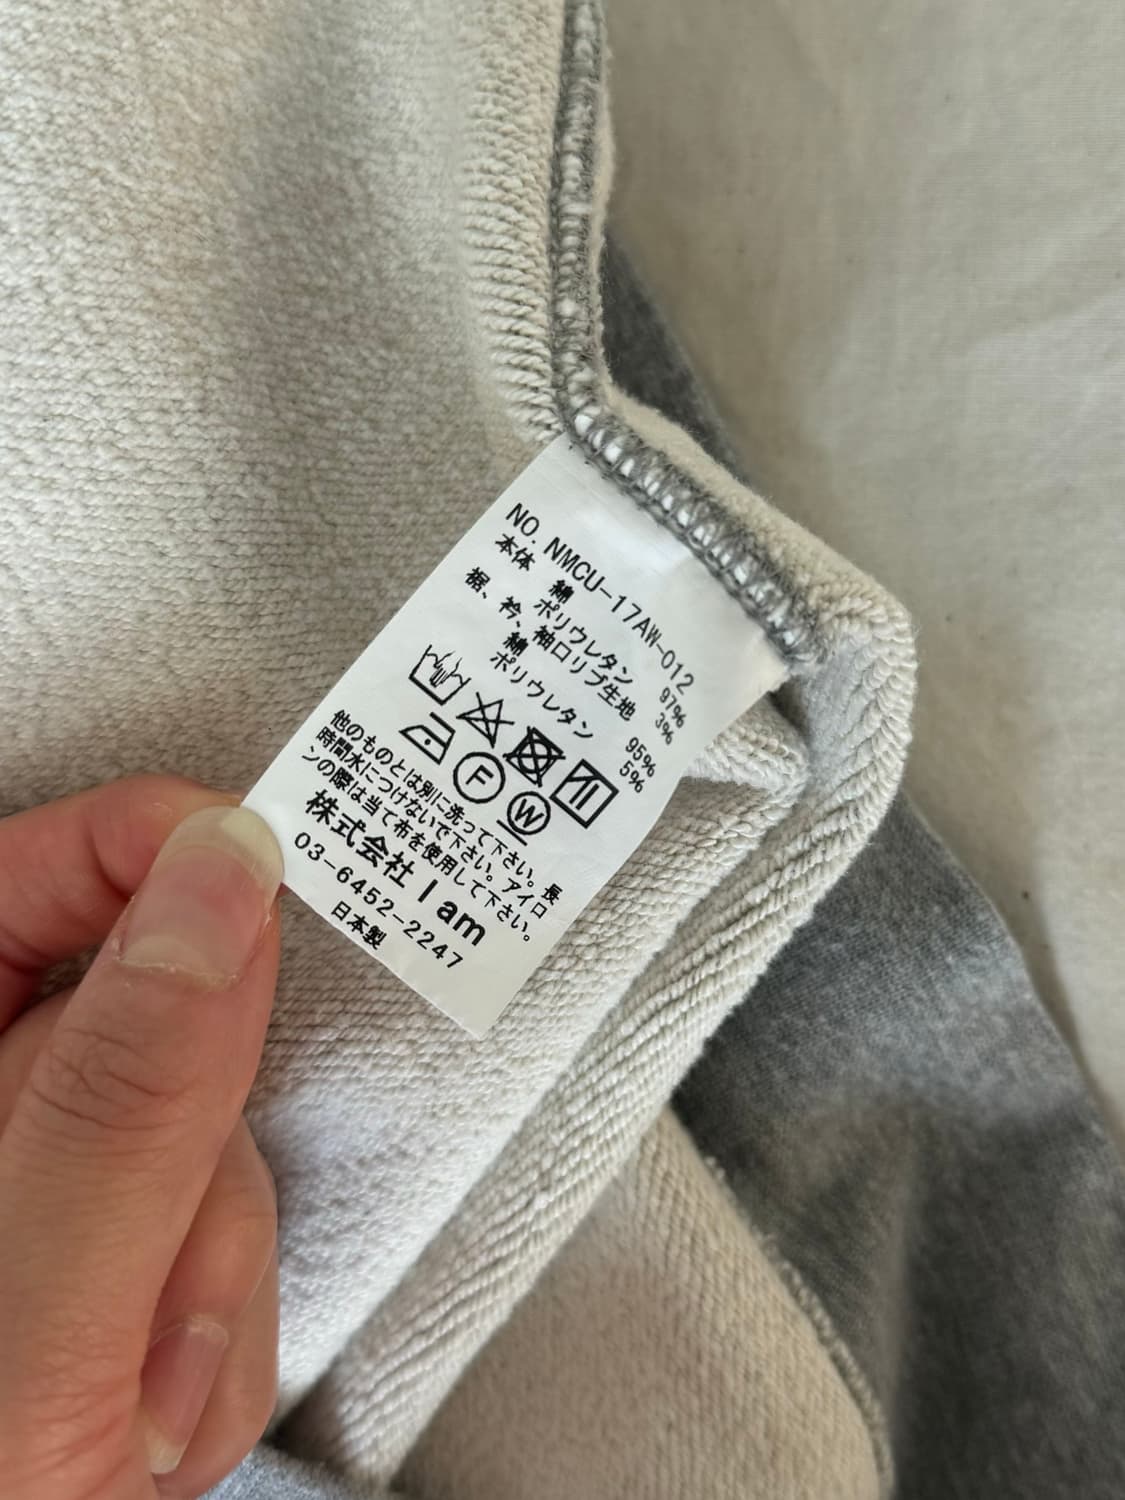 NO. NMCU-17AW-012
本体 綿 97%
ポリウレタン 3%
裾、衿、袖口リブ生地
綿 95%
ポリウレタン 5%
F
W
他のものとは別に洗って下さい。長
時間水につけないで下さい。アイロ
ンの際は当て布を使用して下さい。
株式会社 I am
03-6452-2247
日本製